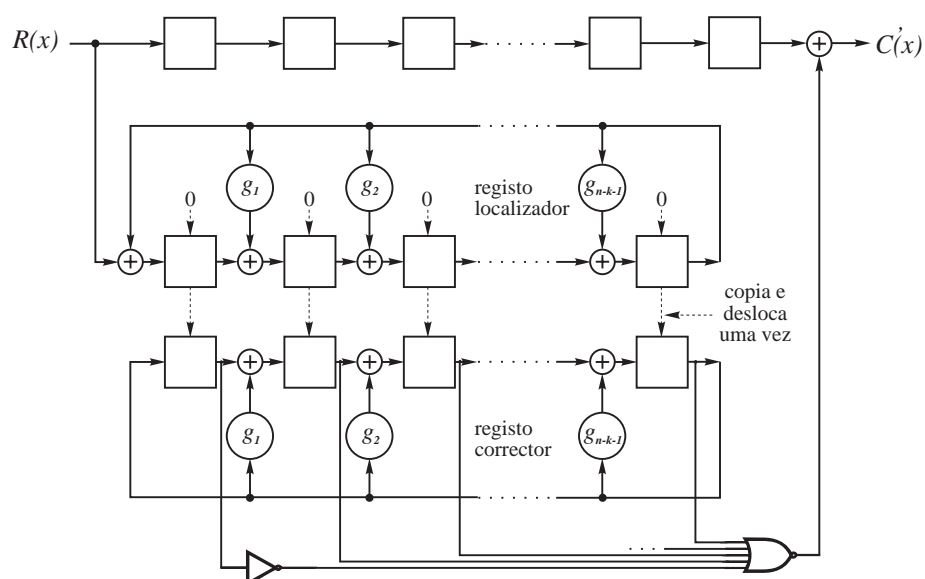 R(x)
C'(x)
g1
g2
gn-k-1
registo
localizador
0
0
0
0
copia e
desloca
uma vez
g1
g2
gn-k-1
registo
corrector